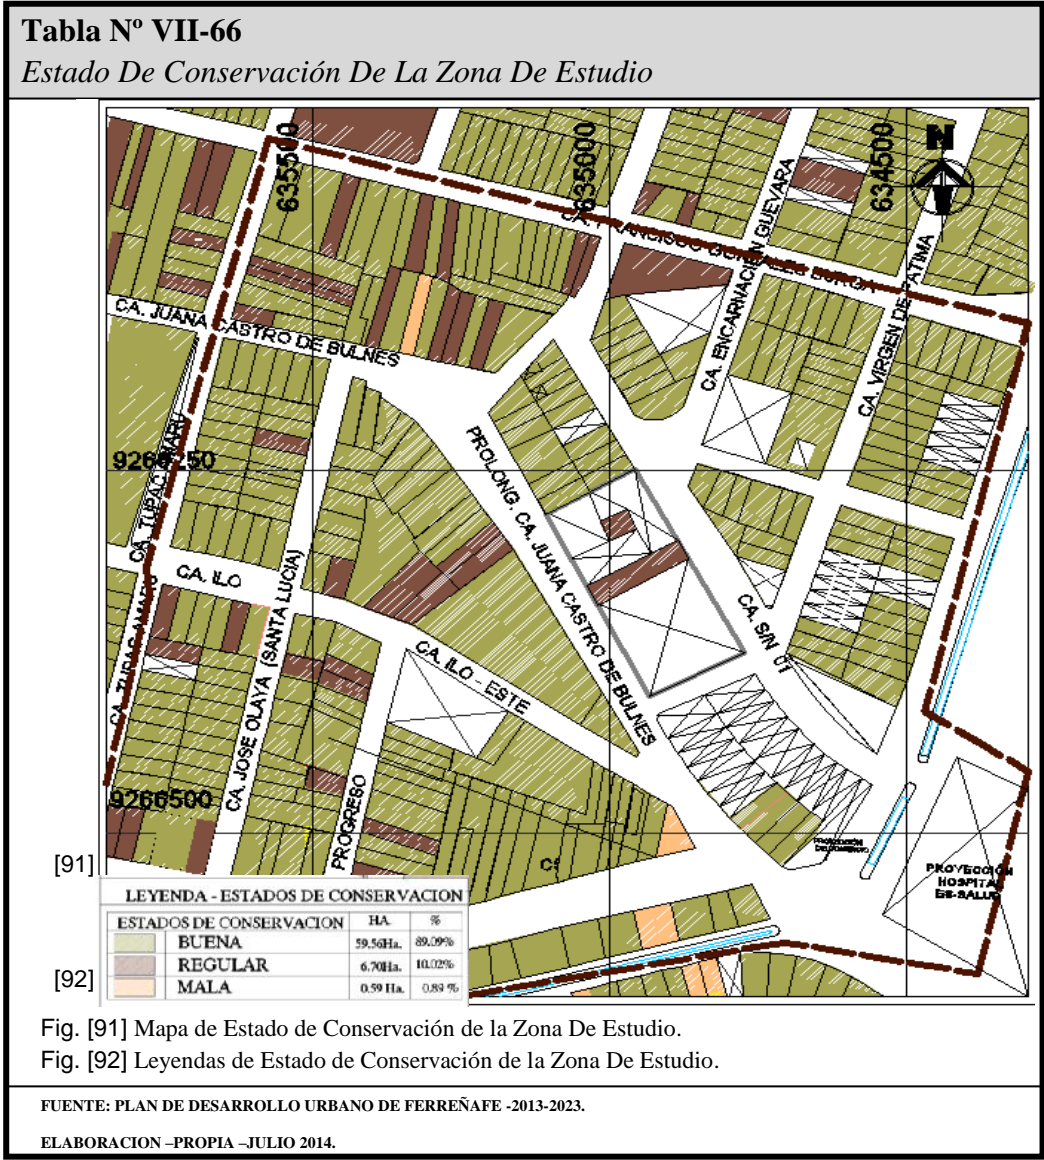 Tabla Nº VII-66
Estado De Conservación De La Zona De Estudio
635500
635000
634500
N
CA. FRANCISCO GONZALES BURGA
CA. ENCARNACION GUEVARA
CA. VIRGEN DE FATIMA
CA. JUANA CASTRO DE BULNES
9266250
CA. TUPAC AMARU
PROLONG. CA. JUANA CASTRO DE BULNES
CA. ILO
CA. JOSE OLAYA (SANTA LUCIA)
CA. TUPAC AMARU
CA. ILO - ESTE
CA. S/N 01
9266500
PROGRESO
PROYECCIÓN
HOSPITAL
ES-SALUD
[91]
LEYENDA - ESTADOS DE CONSERVACION
ESTADOS DE CONSERVACION HA. %
BUENA 59.56Ha. 89.09%
REGULAR 6.70Ha. 10.02%
MALA 0.59 Ha. 0.89 %
[92]
Fig. [91] Mapa de Estado de Conservación de la Zona De Estudio.
Fig. [92] Leyendas de Estado de Conservación de la Zona De Estudio.
FUENTE: PLAN DE DESARROLLO URBANO DE FERREÑAFE -2013-2023.
ELABORACION –PROPIA –JULIO 2014.